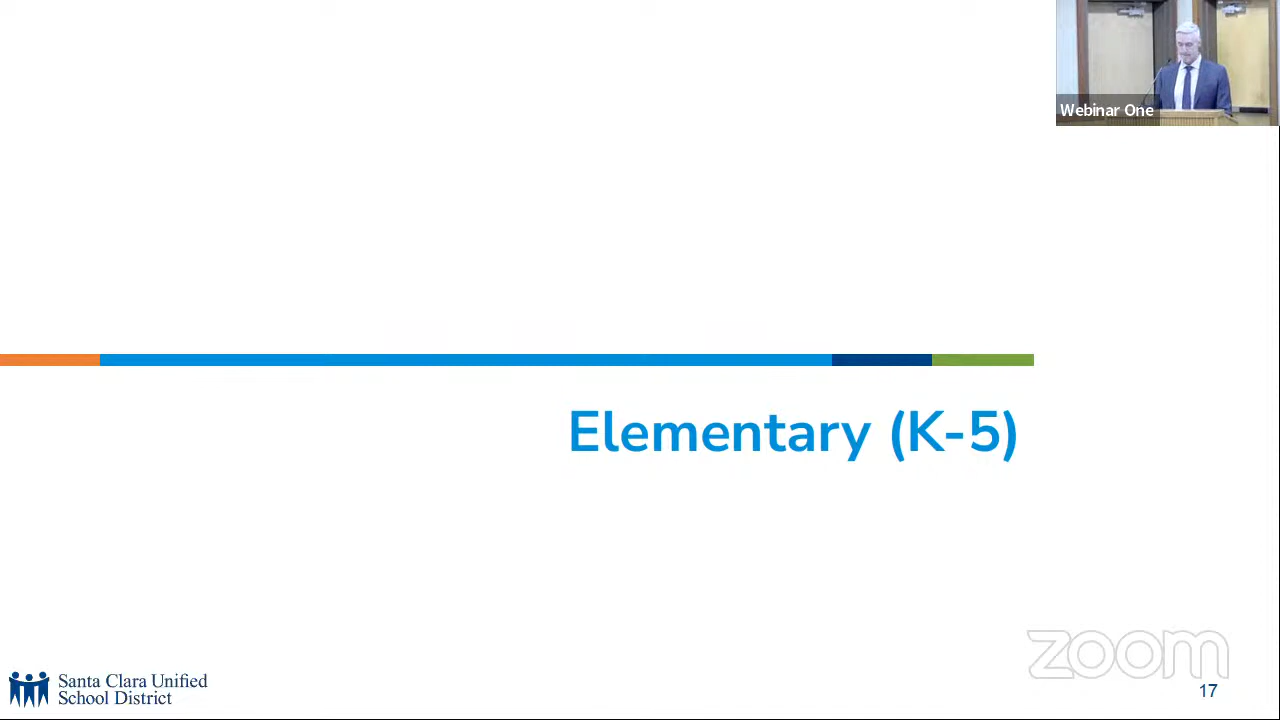 Webinar One
Elementary (K-5)
zoom
Santa Clara Unified
School District
17